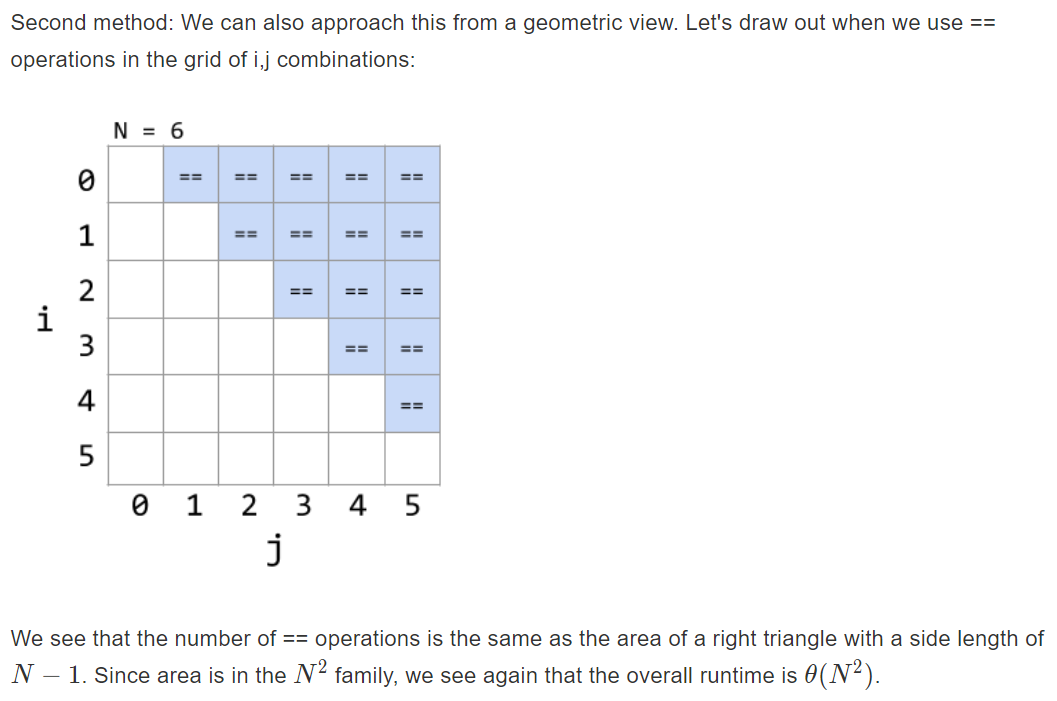 Second method: We can also approach this from a geometric view. Let's draw out when we use ==
operations in the grid of i,j combinations:
N = 6
0 == == == == ==
1 == == == ==
2 == == ==
i
3 == ==
4 ==
5
0 1 2 3 4 5
j
We see that the number of == operations is the same as the area of a right triangle with a side length of
N − 1. Since area is in the N² family, we see again that the overall runtime is θ(N²).